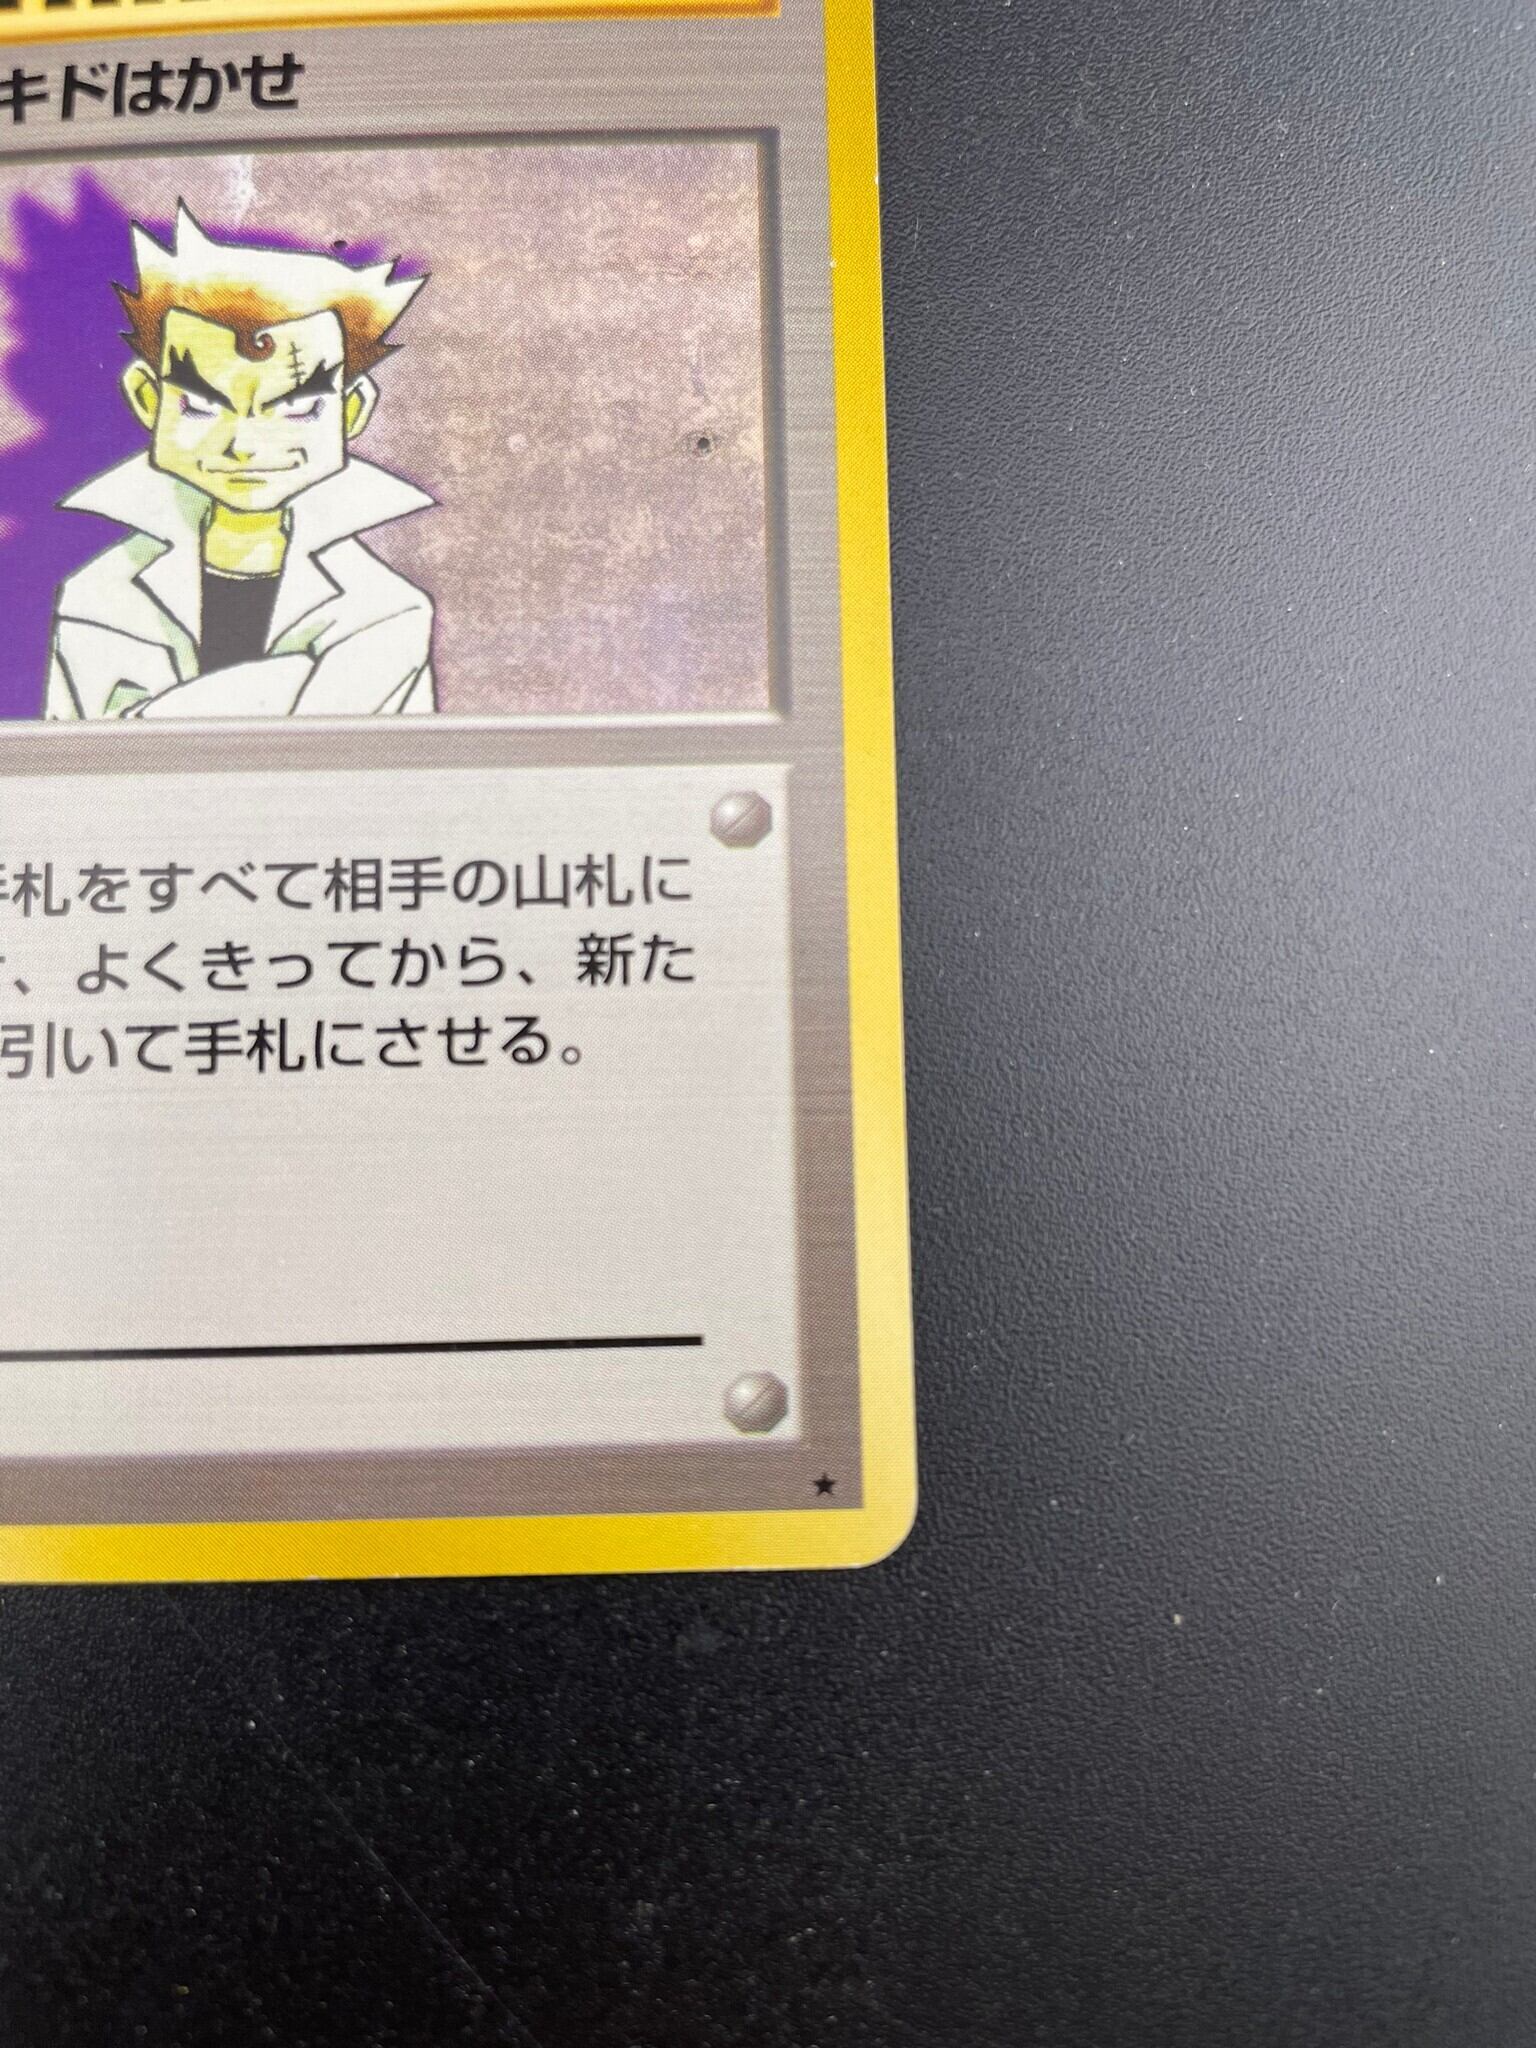 キドはかせ
手札をすべて相手の山札に
、よくきってから、新た
引いて手札にさせる。